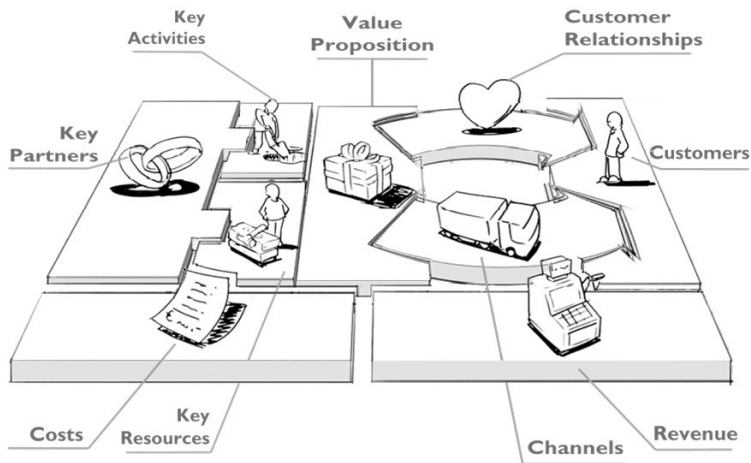 Key
Activities
Value
Proposition
Customer
Relationships
Key
Partners
Customers
Costs
Key
Resources
Channels
Revenue